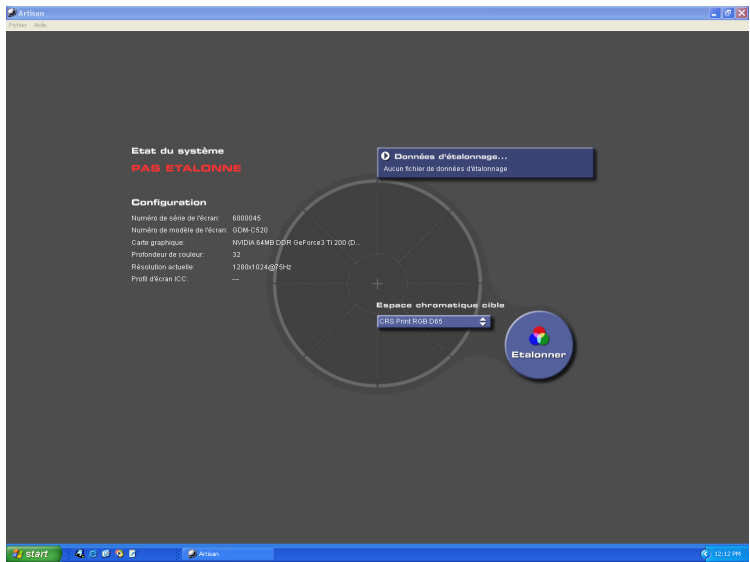 Artisan
Fichier Aide
Etat du système
PAS ETALONNE
Données d'étalonnage...
Aucun fichier de données d'étalonnage
Configuration
Numéro de série de l'écran: 6000045
Numéro de modèle de l'écran: GDM-C520
Carte graphique: NVIDIA 64MB DDR GeForce3 Ti 200 (D...
Profondeur de couleur: 32
Résolution actuelle: 1280x1024@75Hz
Profil d'écran ICC: ---
Espace chromatique cible
CRS Print RGB D65
Etalonner
start
Artisan
12:12 PM